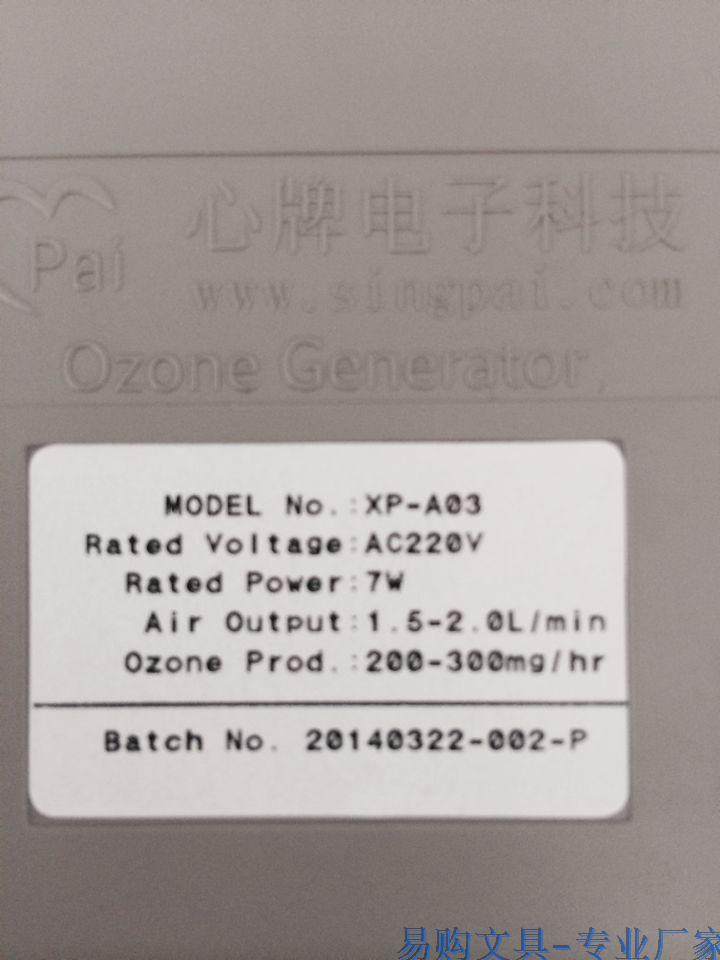 心牌电子科技
Pai
www.singpai.com
Ozone Generator
MODEL No.:XP-A03
Rated Voltage:AC220V
Rated Power:7W
Air Output:1.5-2.0L/min
Ozone Prod.:200-300mg/hr
Batch No. 20140322-002-P
易购文具-专业厂家